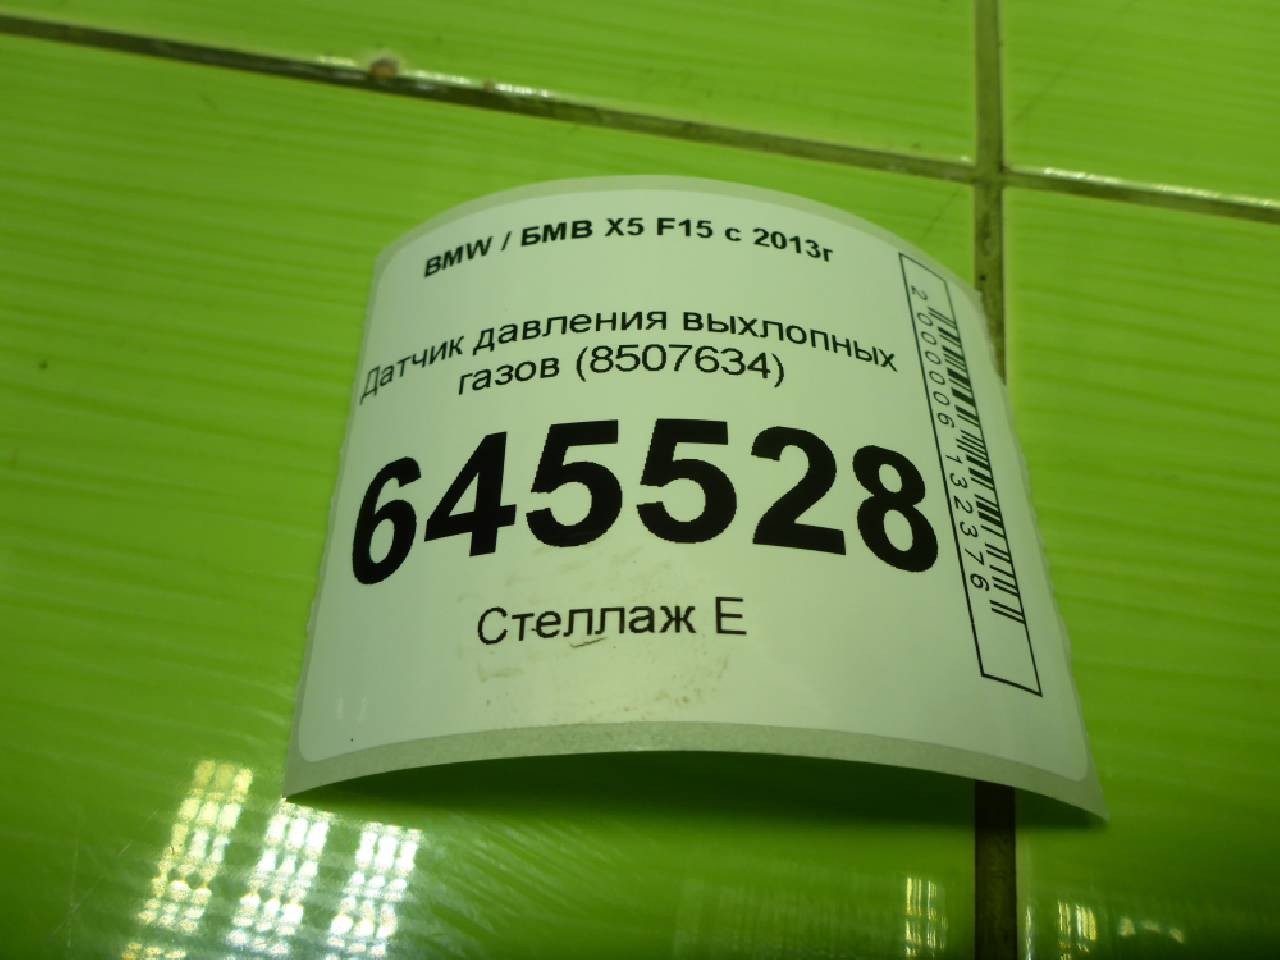 BMW / БМВ X5 F15 с 2013г
Датчик давления выхлопных
газов (8507634)
645528
Стеллаж Е
2000006132376